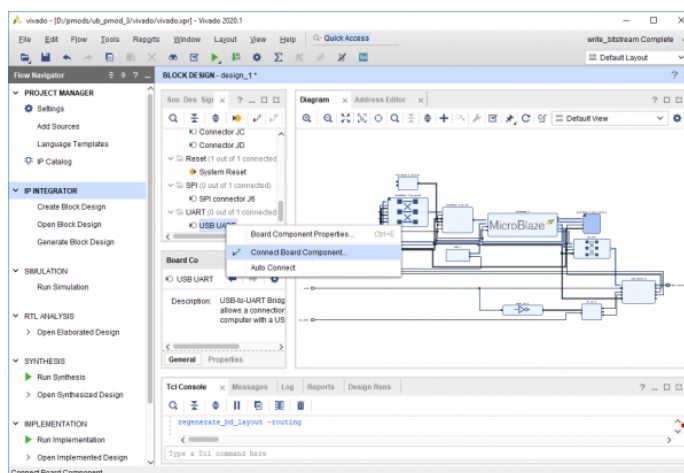 vivado - [D:/pmods/ub_pmod_3/vivado/vivado.xpr] - Vivado 2020.1
File Edit Flow Tools Reports Window Layout View Help Quick Access
write_bitstream Complete
Default Layout
Flow Navigator
PROJECT MANAGER
Settings
Add Sources
Language Templates
IP Catalog
IP INTEGRATOR
Create Block Design
Open Block Design
Generate Block Design
SIMULATION
Run Simulation
RTL ANALYSIS
Open Elaborated Design
SYNTHESIS
Run Synthesis
Open Synthesized Design
IMPLEMENTATION
Run Implementation
Open Implemented Design
Connect Board Component
BLOCK DESIGN - design_1 *
Sou Des Sig
Connector JC
Connector JD
Reset (1 out of 1 connected
System Reset
SPI (0 out of 1 connected)
SPI connector J6
UART (0 out of 1 connected
USB UART
Board Component Properties... Ctrl+E
Connect Board Component...
Auto Connect
Board Co
USB UART
Description: USB-to-UART Bridg
allows a connection
computer with a US
General Properties
Diagram Address Editor
Default View
MicroBlaze
Tcl Console Messages Log Reports Design Runs
regenerate_bd_layout -routing
Type a Tcl command here